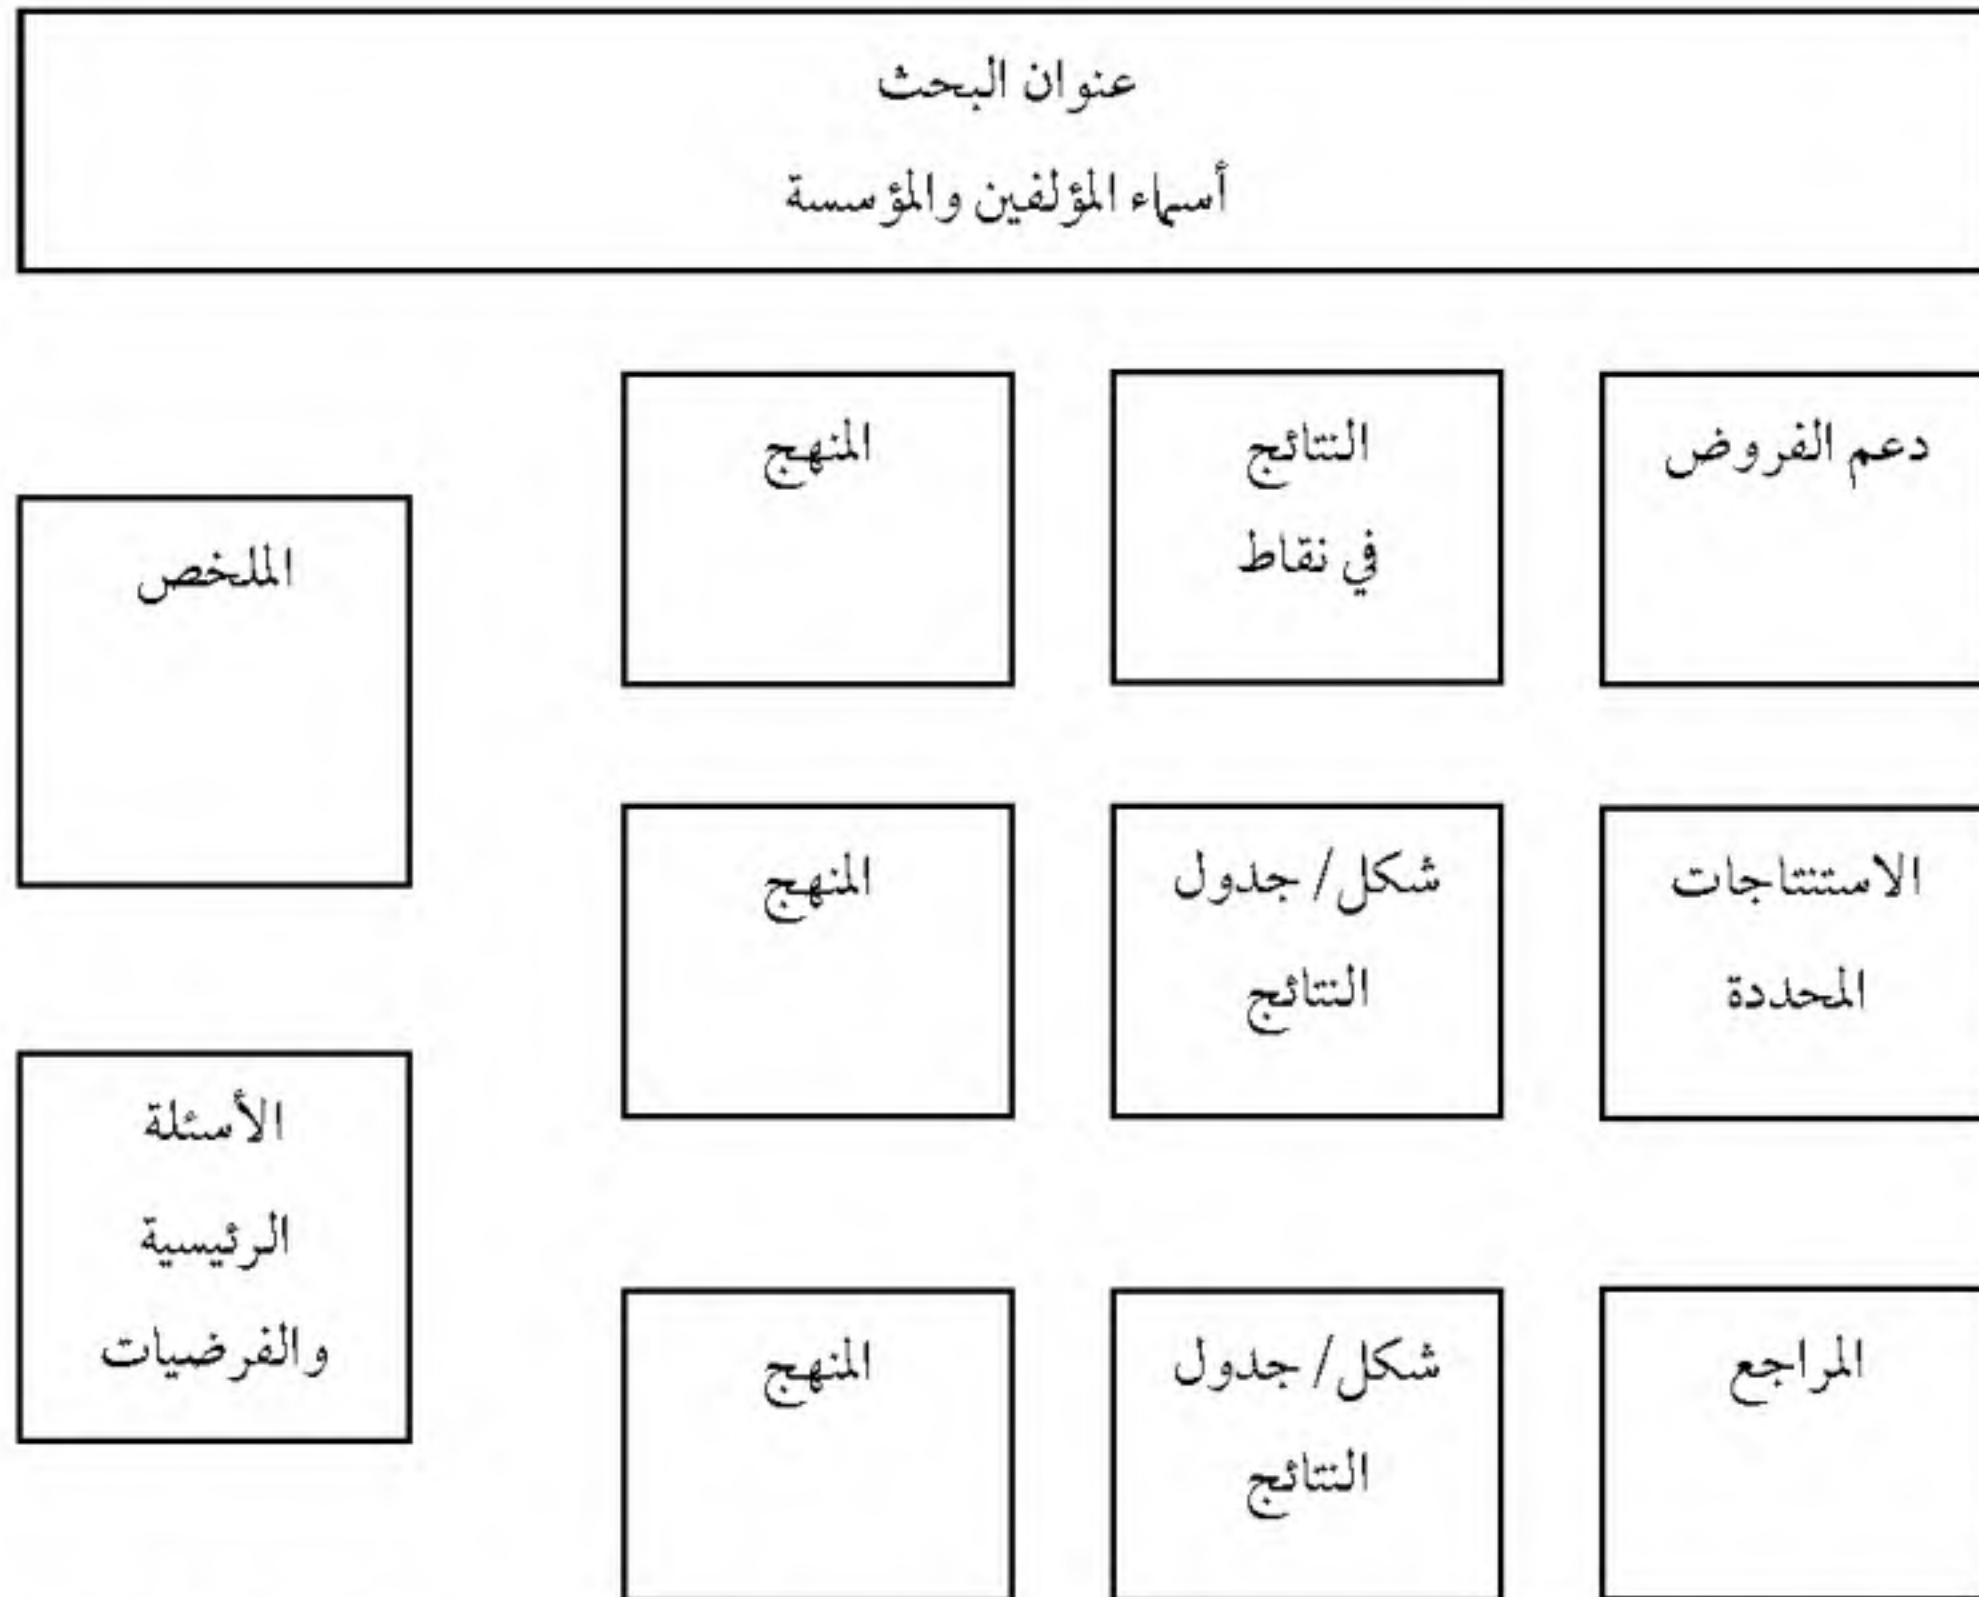 عنوان البحث
أسماء المؤلفين والمؤسسة
الملخص
الأسئلة
الرئيسية
والفرضيات
المنهج
المنهج
المنهج
النتائج
في نقاط
شكل/ جدول
النتائج
شكل/ جدول
النتائج
دعم الفروض
الاستنتاجات
المحددة
المراجع